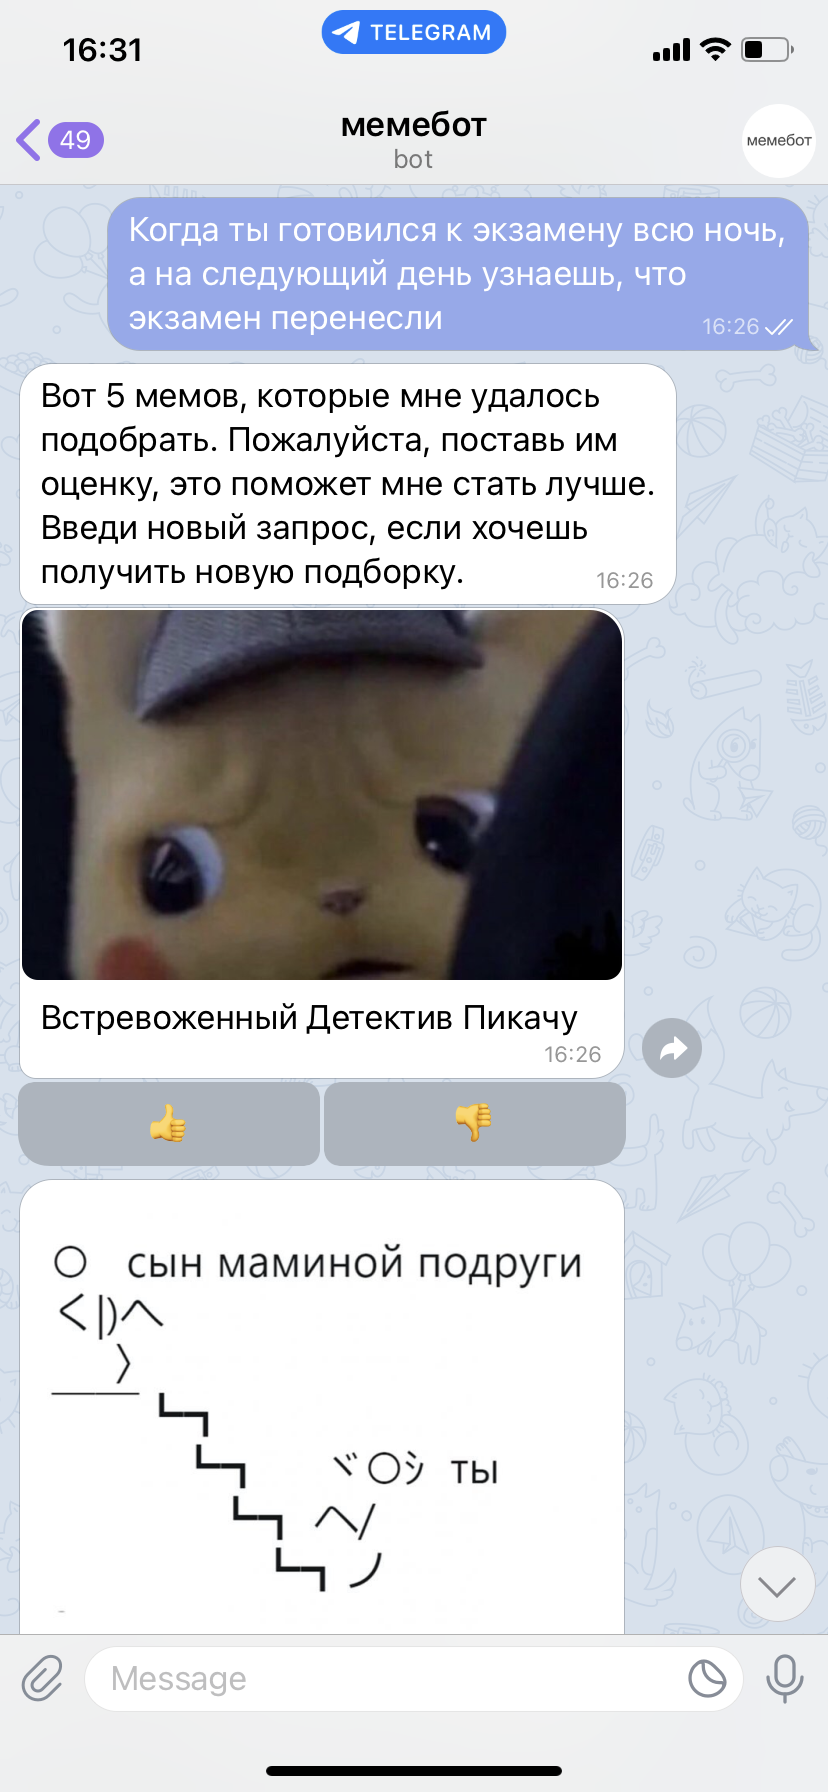 16:31
TELEGRAM
49
мемебот
bot
мемебот
Когда ты готовился к экзамену всю ночь,
а на следующий день узнаешь, что
экзамен перенесли
16:26
Вот 5 мемов, которые мне удалось
подобрать. Пожалуйста, поставь им
оценку, это поможет мне стать лучше.
Введи новый запрос, если хочешь
получить новую подборку.
16:26
Встревоженный Детектив Пикачу
16:26
сын маминой подруги
ты
Message